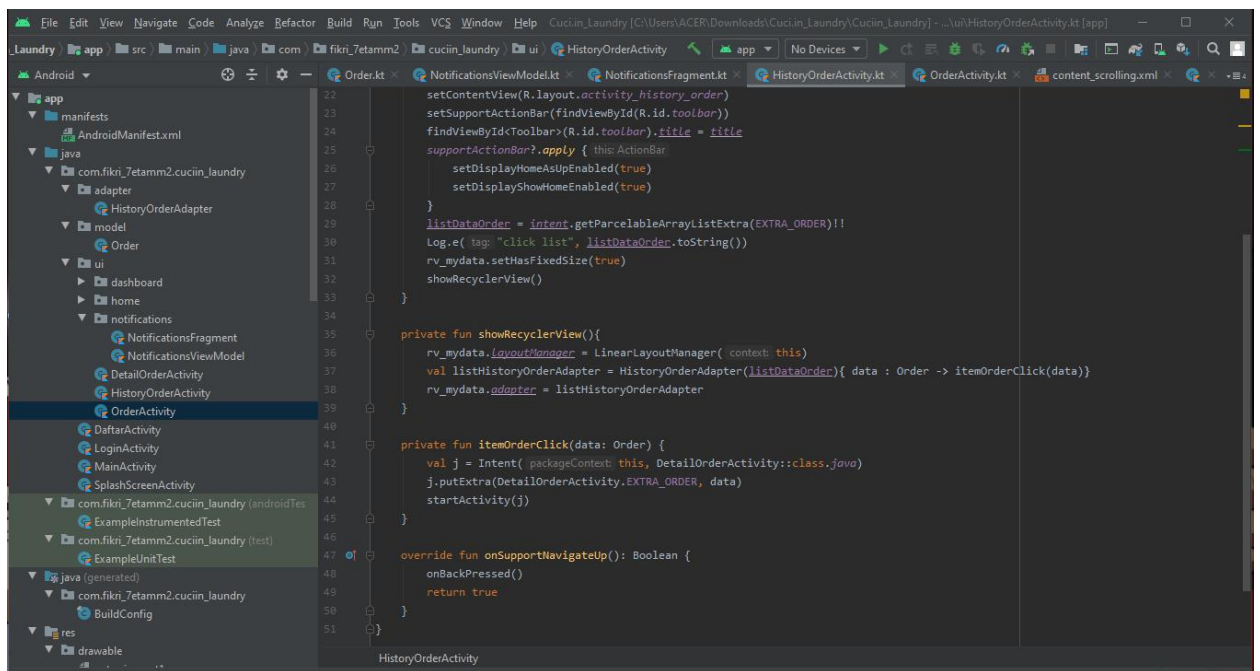 File Edit View Navigate Code Analyze Refactor Build Run Tools VCS Window Help Cuci.in_Laundry [C:\Users\ACER\Downloads\Cuci.in_Laundry\Cuciin_Laundry] - ...\ui\HistoryOrderActivity.kt [app]
_Laundry app src main java com fikri_7etamm2 cuciin_laundry ui HistoryOrderActivity app No Devices
Android Order.kt NotificationsViewModel.kt NotificationsFragment.kt HistoryOrderActivity.kt OrderActivity.kt content_scrolling.xml
app
manifests
AndroidManifest.xml
java
com.fikri_7etamm2.cuciin_laundry
adapter
HistoryOrderAdapter
model
Order
ui
dashboard
home
notifications
NotificationsFragment
NotificationsViewModel
DetailOrderActivity
HistoryOrderActivity
OrderActivity
DaftarActivity
LoginActivity
MainActivity
SplashScreenActivity
com.fikri_7etamm2.cuciin_laundry (androidTes
ExampleInstrumentedTest
com.fikri_7etamm2.cuciin_laundry (test)
ExampleUnitTest
java (generated)
com.fikri_7etamm2.cuciin_laundry
BuildConfig
res
drawable
22 setContentView(R.layout.activity_history_order)
23 setSupportActionBar(findViewById(R.id.toolbar))
24 findViewById<Toolbar>(R.id.toolbar).title = title
25 supportActionBar?.apply { this: ActionBar
26 setDisplayHomeAsUpEnabled(true)
27 setDisplayShowHomeEnabled(true)
28 }
29 listDataOrder = intent.getParcelableArrayListExtra(EXTRA_ORDER)!!
30 Log.e( tag: "click list", listDataOrder.toString())
31 rv_mydata.setHasFixedSize(true)
32 showRecyclerView()
33 }
34
35 private fun showRecyclerView(){
36 rv_mydata.layoutManager = LinearLayoutManager( context: this)
37 val listHistoryOrderAdapter = HistoryOrderAdapter(listDataOrder){ data : Order -> itemOrderClick(data)}
38 rv_mydata.adapter = listHistoryOrderAdapter
39 }
40
41 private fun itemOrderClick(data: Order) {
42 val j = Intent( packageContext: this, DetailOrderActivity::class.java)
43 j.putExtra(DetailOrderActivity.EXTRA_ORDER, data)
44 startActivity(j)
45 }
46
47 override fun onSupportNavigateUp(): Boolean {
48 onBackPressed()
49 return true
50 }
51 }
HistoryOrderActivity